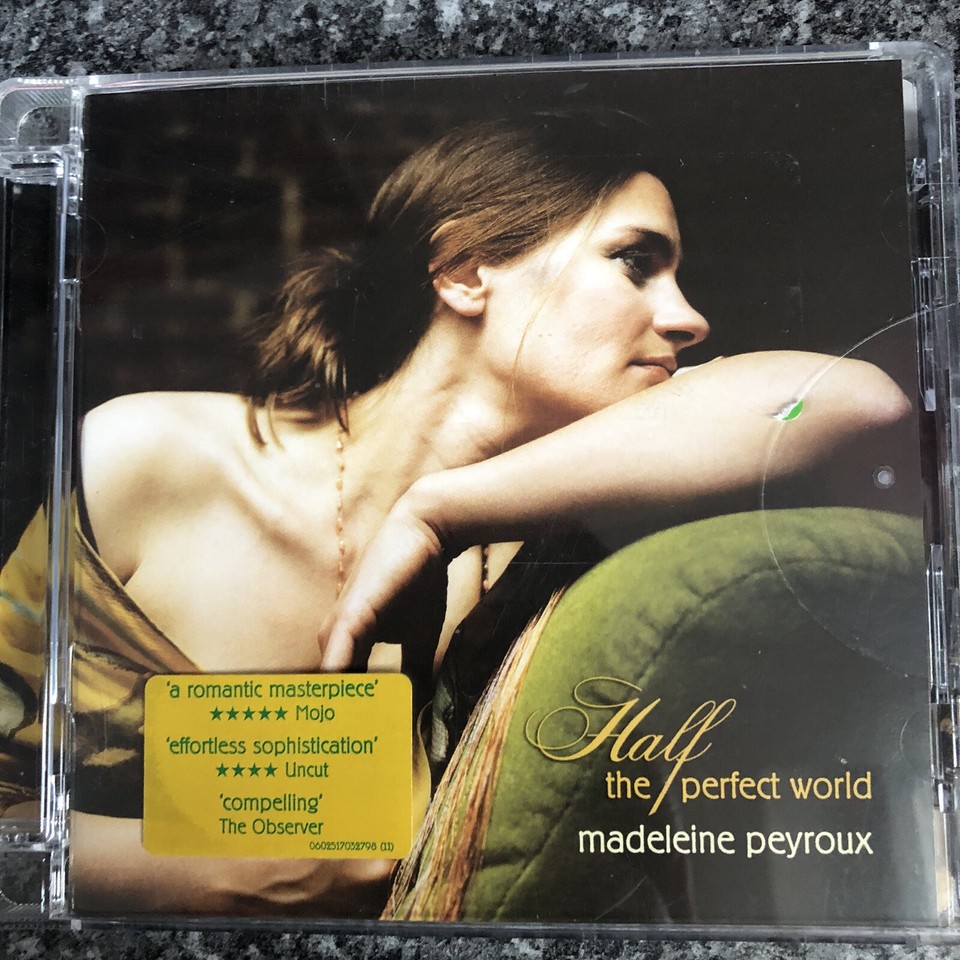 'a romantic masterpiece'
★★★★★ Mojo
'effortless sophistication'
★★★★ Uncut
'compelling'
The Observer
0602517032798 (11)
Half
the perfect world
madeleine peyroux